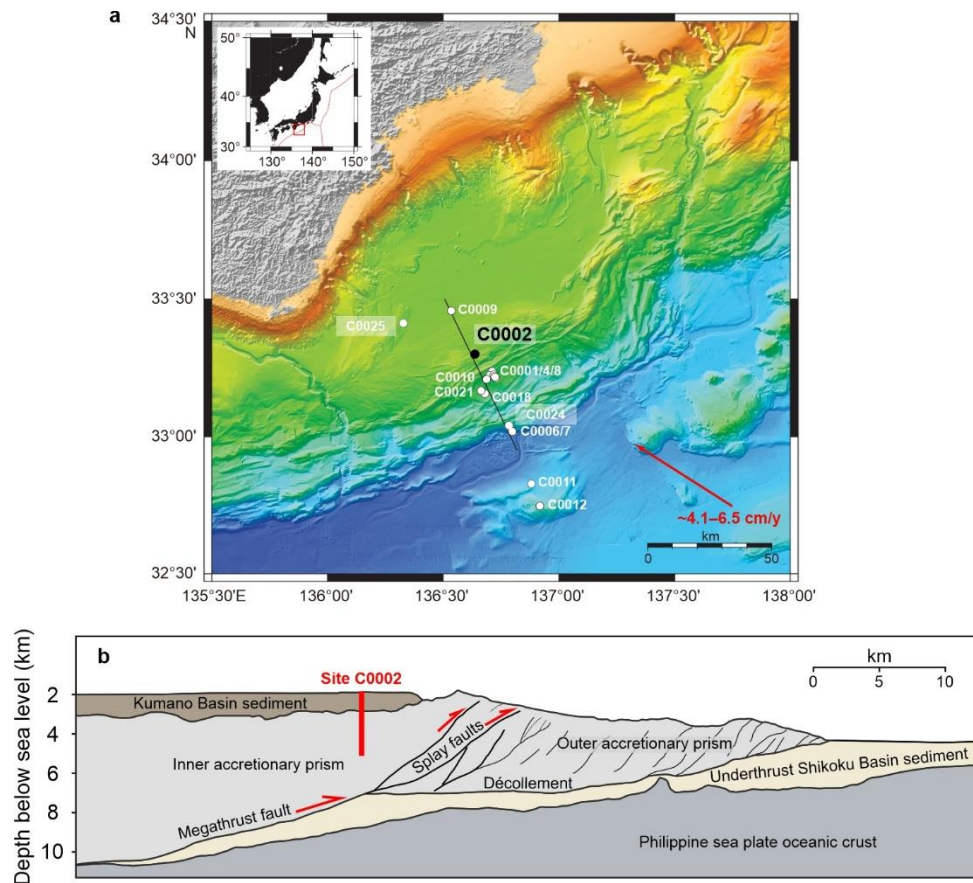 a
34°30'
N
50°
40°
30°
130° 140° 150°
34°00'
33°30'
C0009
C0025
C0002
C0001/4/8
C0010
C0021
C0018
C0024
33°00'
C0006/7
C0011
C0012
~4.1–6.5 cm/y
km
0 50
32°30'
135°30'E 136°00' 136°30' 137°00' 137°30' 138°00'
b
Site C0002
km
0 5 10
Depth below sea level (km)
2
4
6
8
10
Kumano Basin sediment
Inner accretionary prism
Splay faults
Outer accretionary prism
Décollement
Underthrust Shikoku Basin sediment
Megathrust fault
Philippine sea plate oceanic crust